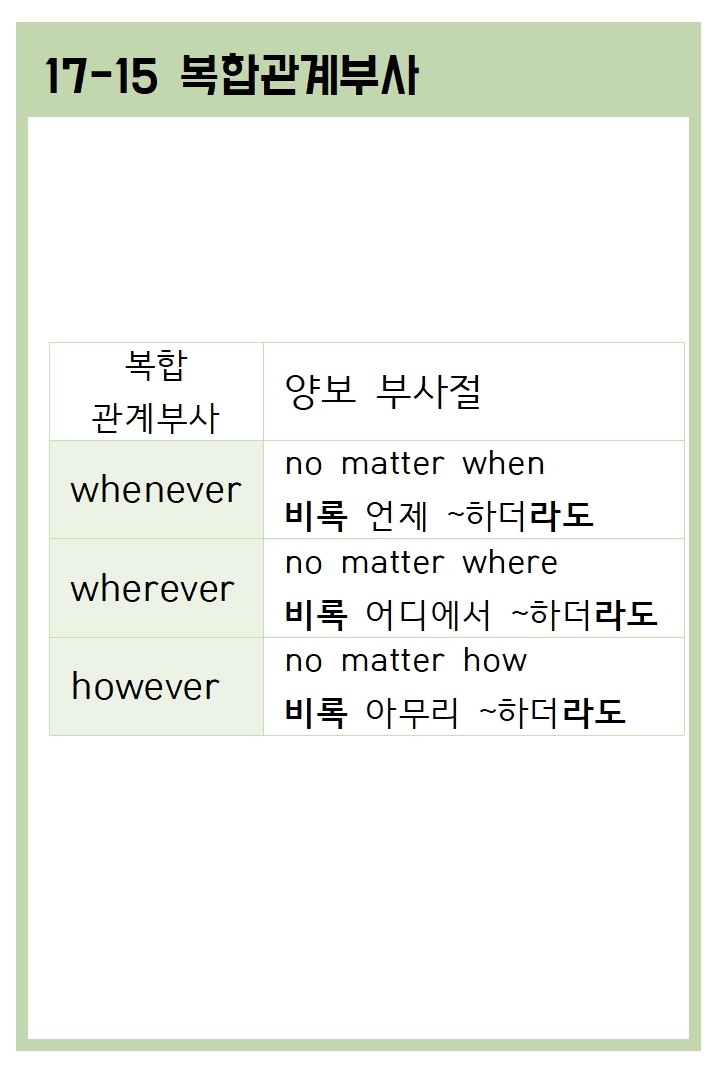 17-15 복합관계부사
복합
관계부사
양보 부사절
whenever
no matter when
비록 언제 ~하더라도
wherever
no matter where
비록 어디에서 ~하더라도
however
no matter how
비록 아무리 ~하더라도